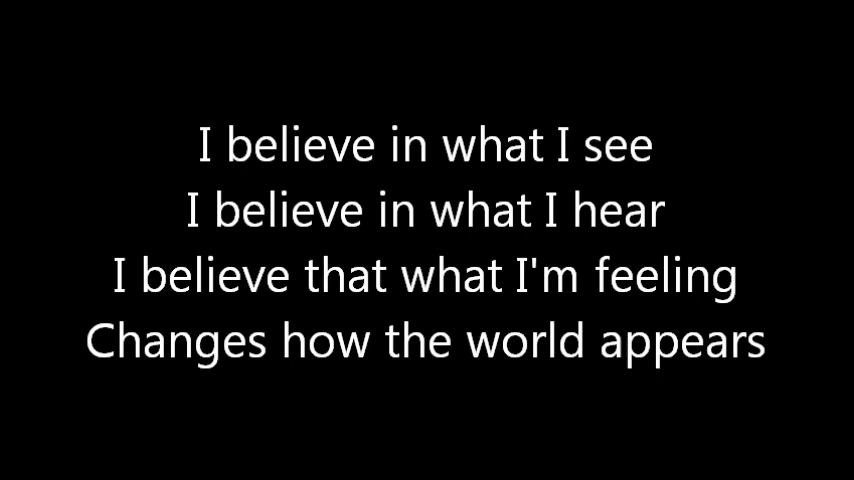 I believe in what I see
I believe in what I hear
I believe that what I'm feeling
Changes how the world appears